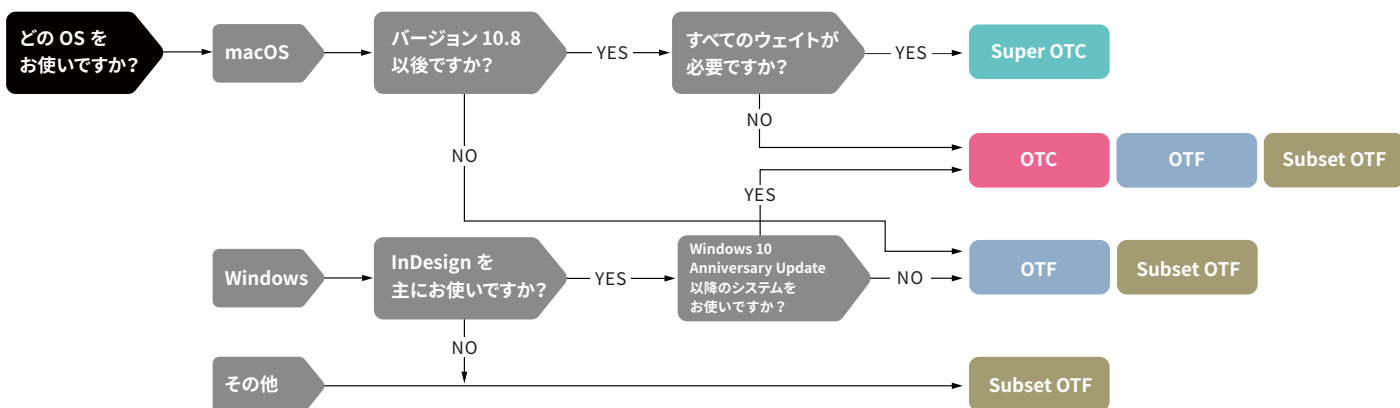 どの OS を
お使いですか?
macOS
バージョン 10.8
以後ですか?
YES
すべてのウェイトが
必要ですか?
YES
Super OTC
NO
NO
OTC
OTF
Subset OTF
YES
Windows
InDesign を
主にお使いですか?
YES
Windows 10
Anniversary Update
以降のシステムを
お使いですか？
NO
OTF
Subset OTF
NO
その他
Subset OTF